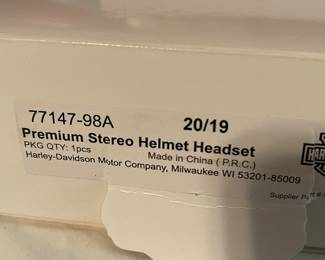 77147-98A 20/19
Premium Stereo Helmet Headset
PKG QTY: 1pcs Made in China ( P.R.C.)
Harley-Davidson Motor Company, Milwaukee WI 53201-85009
Supplier Part #